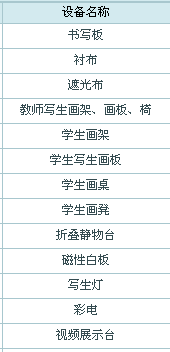 设备名称
书写板
衬布
遮光布
教师写生画架、画板、椅
学生画架
学生写生画板
学生画桌
学生画凳
折叠静物台
磁性白板
写生灯
彩电
视频展示台